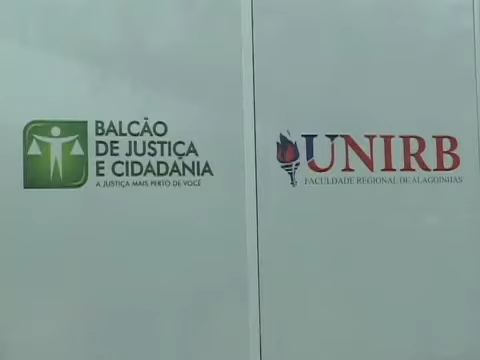 BALCÃO
DE JUSTIÇA
E CIDADANIA
A JUSTIÇA MAIS PERTO DE VOCÊ
UNIRB
FACULDADE REGIONAL DE ALAGOINHAS